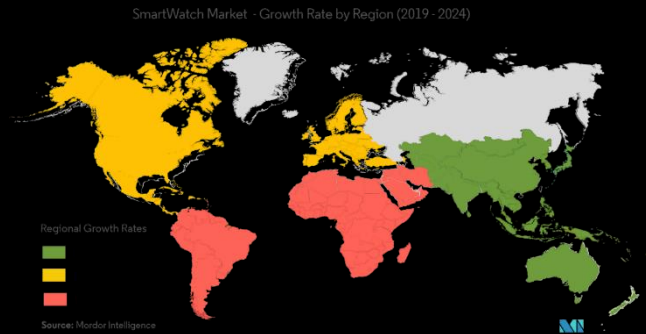 SmartWatch Market - Growth Rate by Region (2019 - 2024)
Regional Growth Rates
Source: Mordor Intelligence